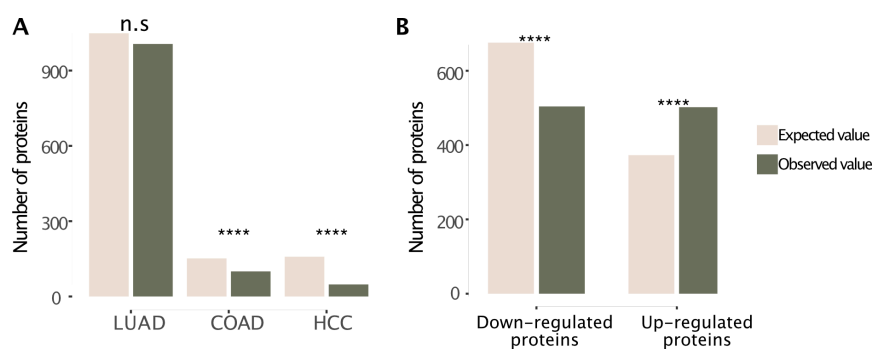 A
n.s
Number of proteins
900
600
300
0
****
****
LUAD
COAD
HCC
B
****
****
Number of proteins
600
400
200
0
Down-regulated
proteins
Up-regulated
proteins
Expected value
Observed value